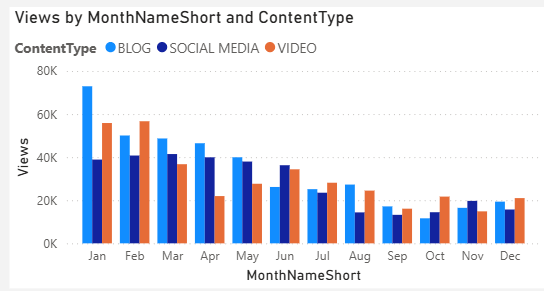 Views by MonthNameShort and ContentType
ContentType BLOG SOCIAL MEDIA VIDEO
80K
60K
40K
20K
0K
Views
Jan Feb Mar Apr May Jun Jul Aug Sep Oct Nov Dec
MonthNameShort